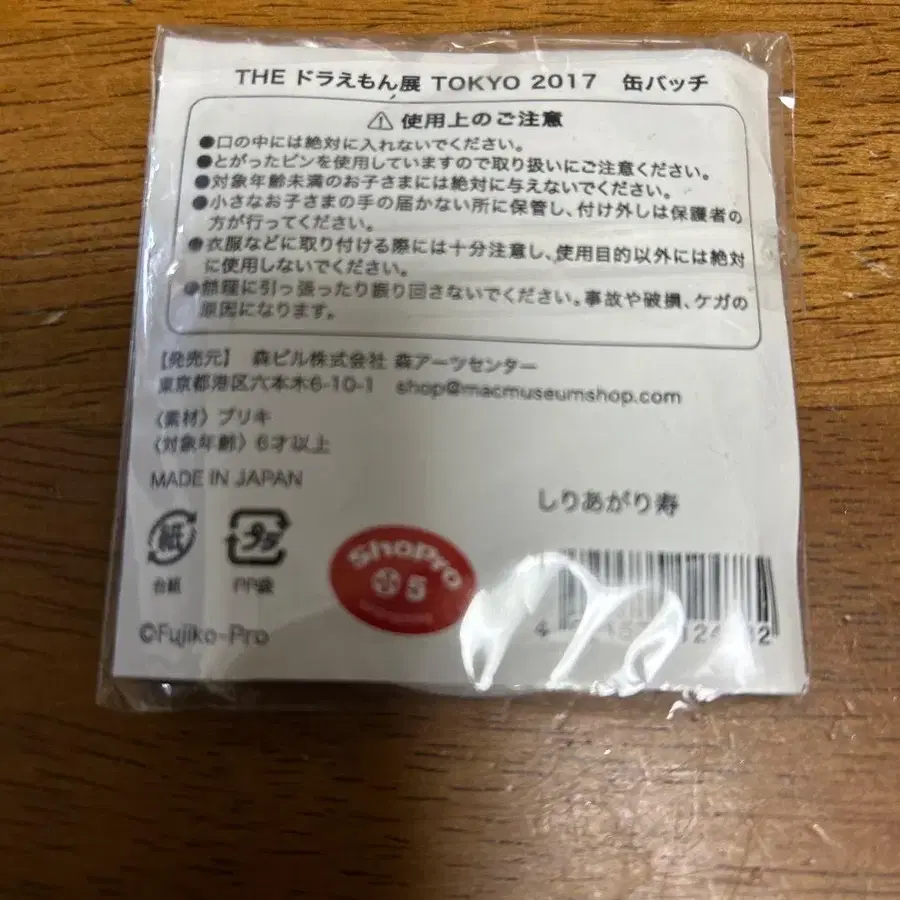 THE ドラえもん展 TOKYO 2017 缶バッチ
⚠ 使用上のご注意
●口の中には絶対に入れないでください。
●とがったピンを使用していますので取り扱いにご注意ください。
●対象年齢未満のお子さまには絶対に与えないでください。
●小さなお子さまの手の届かない所に保管し、付け外しは保護者の
方が行ってください。
●衣服などに取り付ける際には十分注意し、使用目的以外には絶対
に使用しないでください。
●無理に引っ張ったり振り回さないでください。事故や破損、ケガの
原因になります。
【発売元】 森ビル株式会社 森アーツセンター
東京都港区六本木6-10-1 shop@macmuseumshop.com
〈素材〉ブリキ
〈対象年齢〉6才以上
MADE IN JAPAN
しりあがり寿
紙
プラ
台紙
PP袋
ShoPro
小 5
©Fujiko-Pro